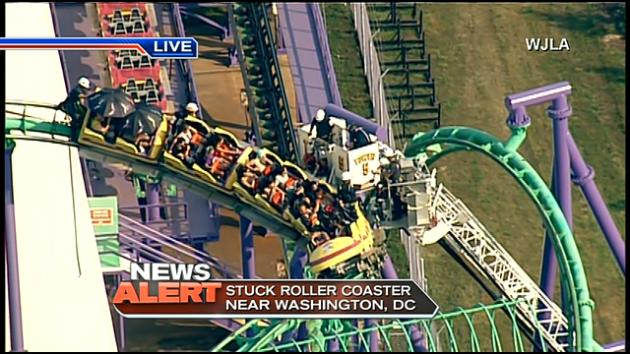 LIVE
WJLA
NEWS
ALERT
STUCK ROLLER COASTER
NEAR WASHINGTON, DC